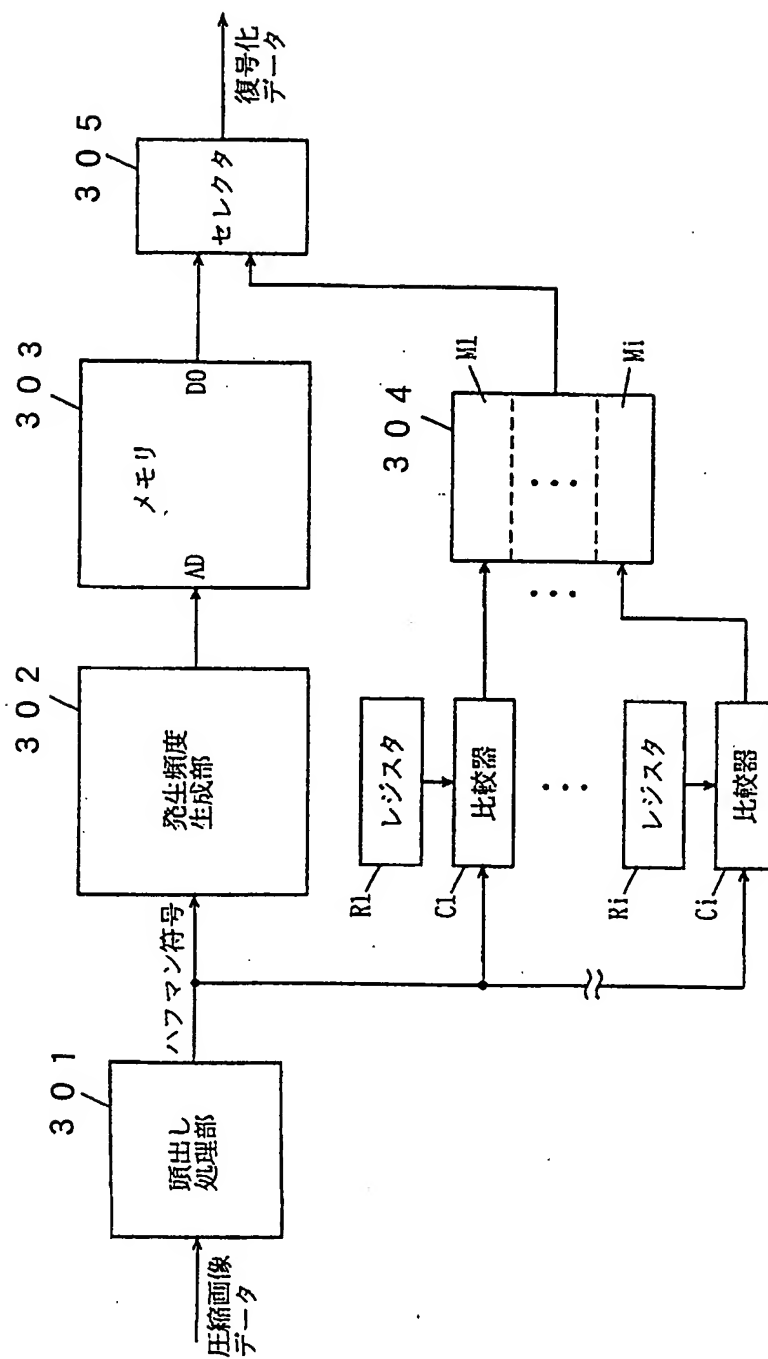 圧縮画像
データ
301
頭出し
処理部
ハフマン符号
302
発生頻度
生成部
303
AD
メモリ
DO
305
セレクタ
復号化
データ
R1
レジスタ
C1
比較器
...
Ri
レジスタ
Ci
比較器
304
M1
...
Mi
...